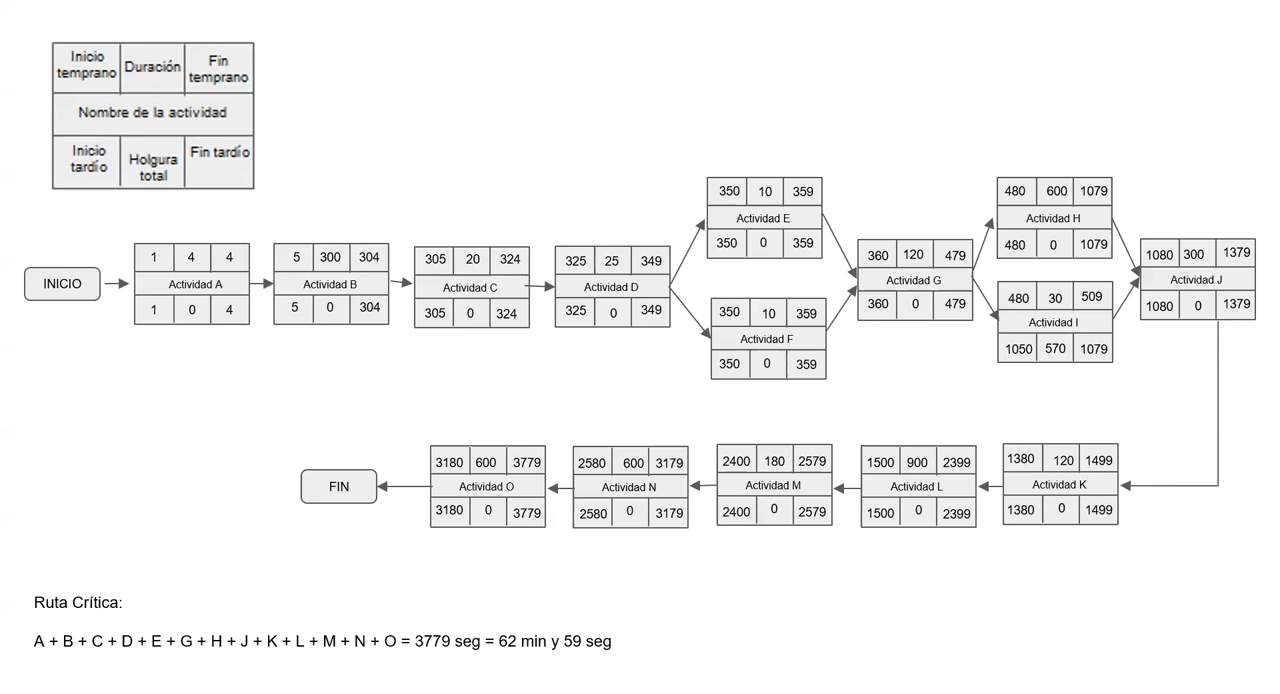 Inicio temprano
Duración
Fin temprano
Nombre de la actividad
Inicio tardío
Holgura total
Fin tardío
INICIO
1 4 4
Actividad A
1 0 4
5 300 304
Actividad B
5 0 304
305 20 324
Actividad C
305 0 324
325 25 349
Actividad D
325 0 349
350 10 359
Actividad E
350 0 359
350 10 359
Actividad F
350 0 359
360 120 479
Actividad G
360 0 479
480 600 1079
Actividad H
480 0 1079
480 30 509
Actividad I
1050 570 1079
1080 300 1379
Actividad J
1080 0 1379
1380 120 1499
Actividad K
1380 0 1499
1500 900 2399
Actividad L
1500 0 2399
2400 180 2579
Actividad M
2400 0 2579
2580 600 3179
Actividad N
2580 0 3179
3180 600 3779
Actividad O
3180 0 3779
FIN
Ruta Crítica:
A + B + C + D + E + G + H + J + K + L + M + N + O = 3779 seg = 62 min y 59 seg